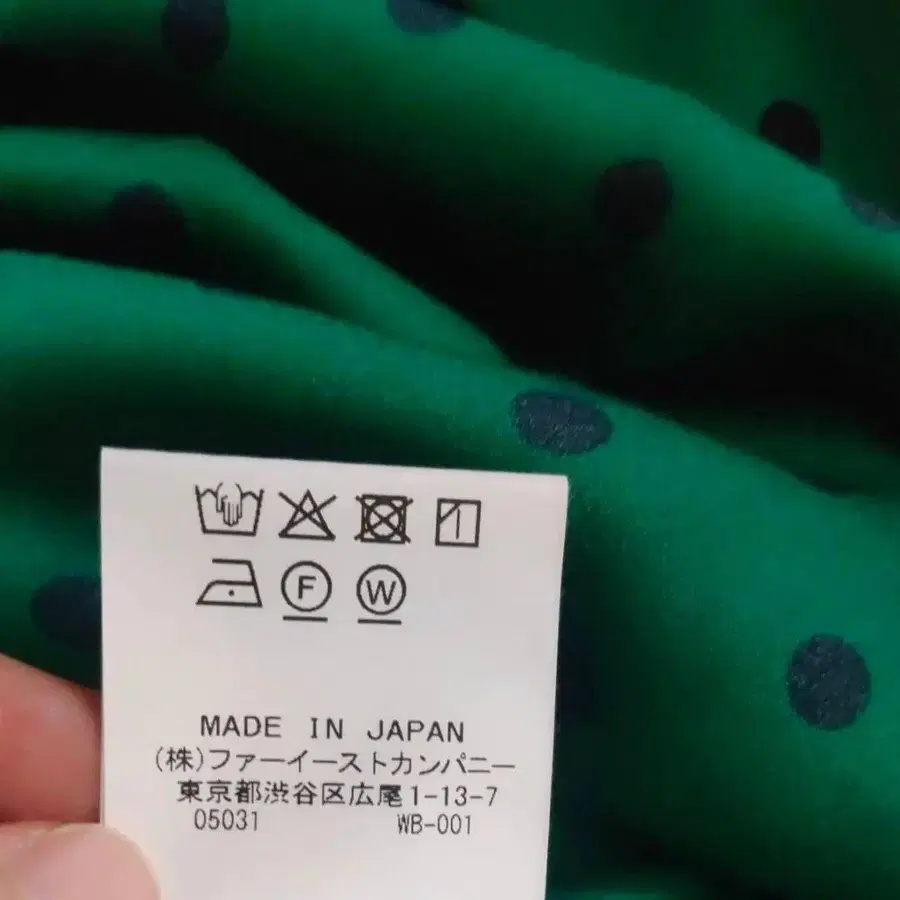 F W
MADE IN JAPAN
(株)ファーイーストカンパニー
東京都渋谷区広尾1-13-7
05031 WB-001